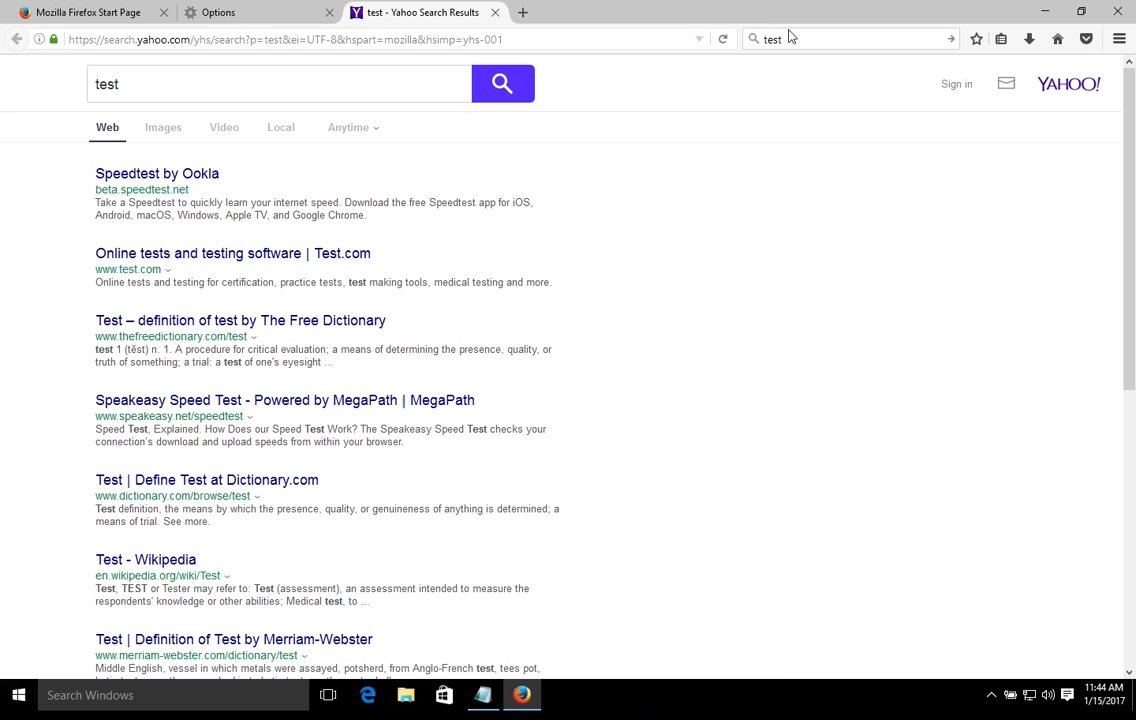 Mozilla Firefox Start Page
Options
test - Yahoo Search Results
https://search.yahoo.com/yhs/search?p=test&ei=UTF-8&hspart=mozilla&hsimp=yhs-001
test
test
Sign in
YAHOO!
Web
Images
Video
Local
Anytime
Speedtest by Ookla
beta.speedtest.net
Take a Speedtest to quickly learn your internet speed. Download the free Speedtest app for iOS,
Android, macOS, Windows, Apple TV, and Google Chrome.
Online tests and testing software | Test.com
www.test.com
Online tests and testing for certification, practice tests, test making tools, medical testing and more.
Test – definition of test by The Free Dictionary
www.thefreedictionary.com/test
test 1 (tĕst) n. 1. A procedure for critical evaluation; a means of determining the presence, quality, or
truth of something; a trial: a test of one's eyesight ...
Speakeasy Speed Test - Powered by MegaPath | MegaPath
www.speakeasy.net/speedtest
Speed Test, Explained. How Does our Speed Test Work? The Speakeasy Speed Test checks your
connection's download and upload speeds from within your browser.
Test | Define Test at Dictionary.com
www.dictionary.com/browse/test
Test definition, the means by which the presence, quality, or genuineness of anything is determined; a
means of trial. See more.
Test - Wikipedia
en.wikipedia.org/wiki/Test
Test, TEST or Tester may refer to: Test (assessment), an assessment intended to measure the
respondents' knowledge or other abilities; Medical test, to ...
Test | Definition of Test by Merriam-Webster
www.merriam-webster.com/dictionary/test
Middle English, vessel in which metals were assayed, potsherd, from Anglo-French test, tees pot,
Search Windows
11:44 AM
1/15/2017